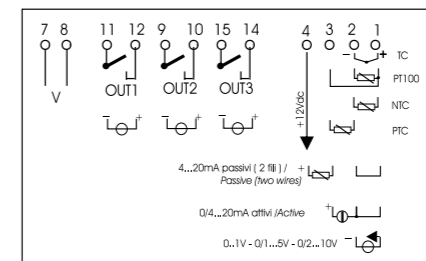 7 8 11 12 9 10 15 14 4 3 2 1
− + TC
OUT1 OUT2 OUT3
V
PT100
− + − + − +
+12Vdc
NTC
PTC
4...20mA passivi ( 2 fili ) / +
Passive (two wires)
0/4...20mA attivi /Active +
0..1V - 0/1...5V - 0/2...10V −